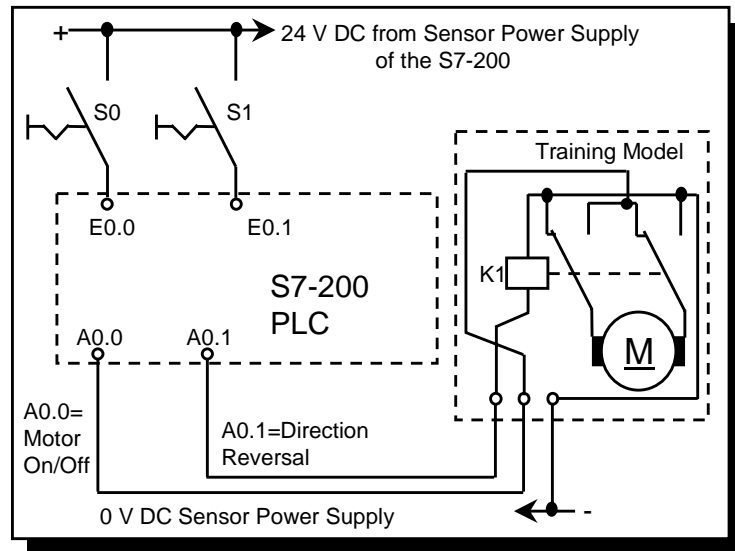 +
24 V DC from Sensor Power Supply
of the S7-200
S0
S1
Training Model
E0.0
E0.1
K1
S7-200
PLC
M
A0.0
A0.1
A0.0=
Motor
On/Off
A0.1=Direction
Reversal
0 V DC Sensor Power Supply
-